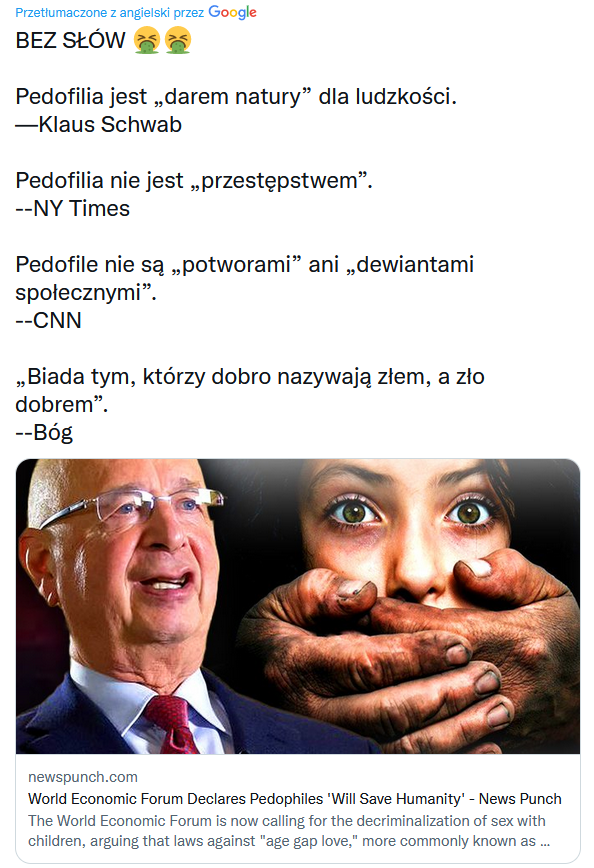 Przetłumaczone z angielski przez Google
BEZ SŁÓW 🤮🤮
Pedofilia jest „darem natury” dla ludzkości.
—Klaus Schwab
Pedofilia nie jest „przestępstwem”.
--NY Times
Pedofile nie są „potworami” ani „dewiantami
społecznymi”.
--CNN
„Biada tym, którzy dobro nazywają złem, a zło
dobrem”.
--Bóg
newspunch.com
World Economic Forum Declares Pedophiles 'Will Save Humanity' - News Punch
The World Economic Forum is now calling for the decriminalization of sex with
children, arguing that laws against "age gap love," more commonly known as ...